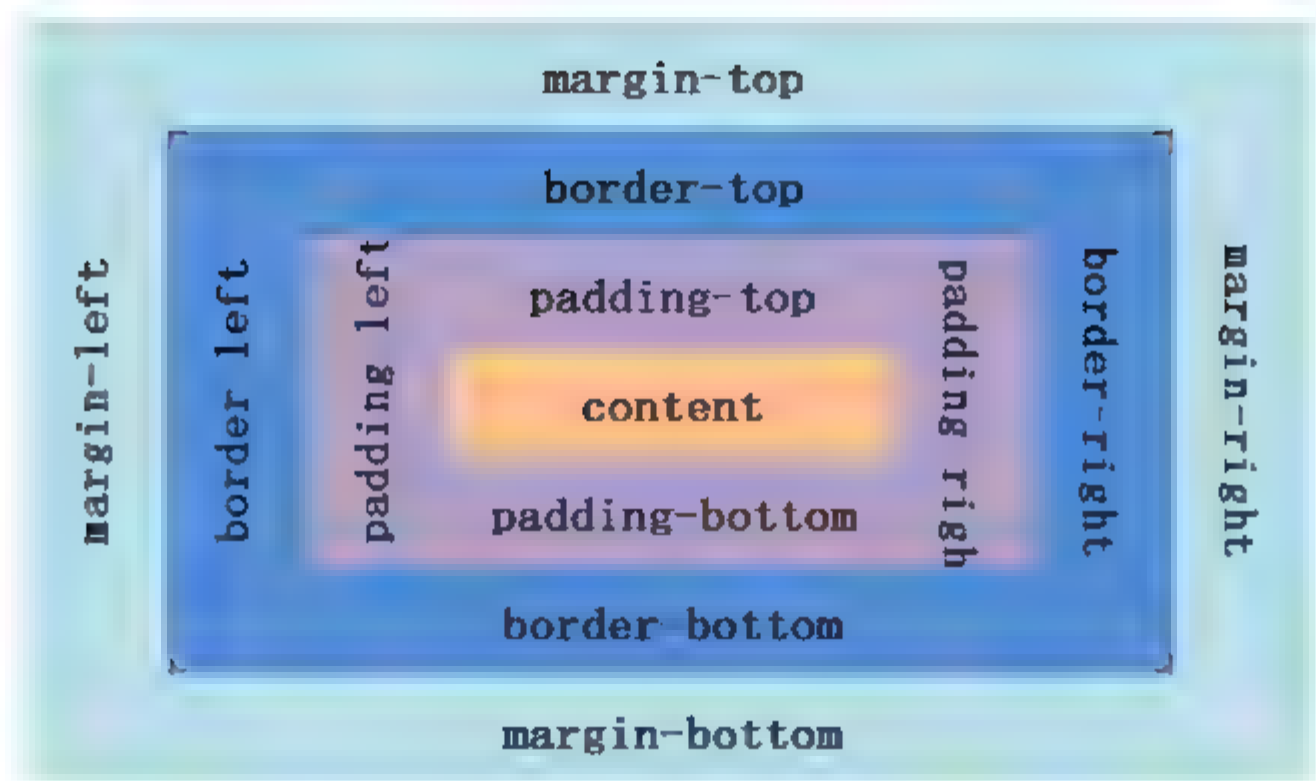 margin-top
border-top
padding-top
margin-left
border left
padding left
content
padding righ
border-right
margin-right
padding-bottom
border bottom
margin-bottom